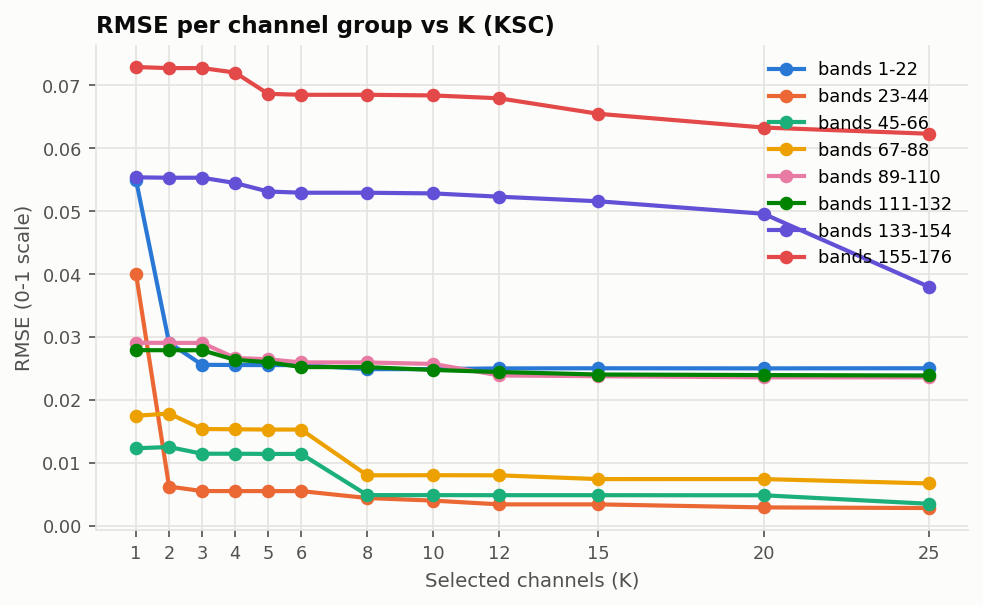 RMSE per channel group vs K (KSC)
RMSE (0-1 scale)
0.07
0.06
0.05
0.04
0.03
0.02
0.01
0.00
bands 1-22
bands 23-44
bands 45-66
bands 67-88
bands 89-110
bands 111-132
bands 133-154
bands 155-176
1 2 3 4 5 6 8 10 12 15 20 25
Selected channels (K)